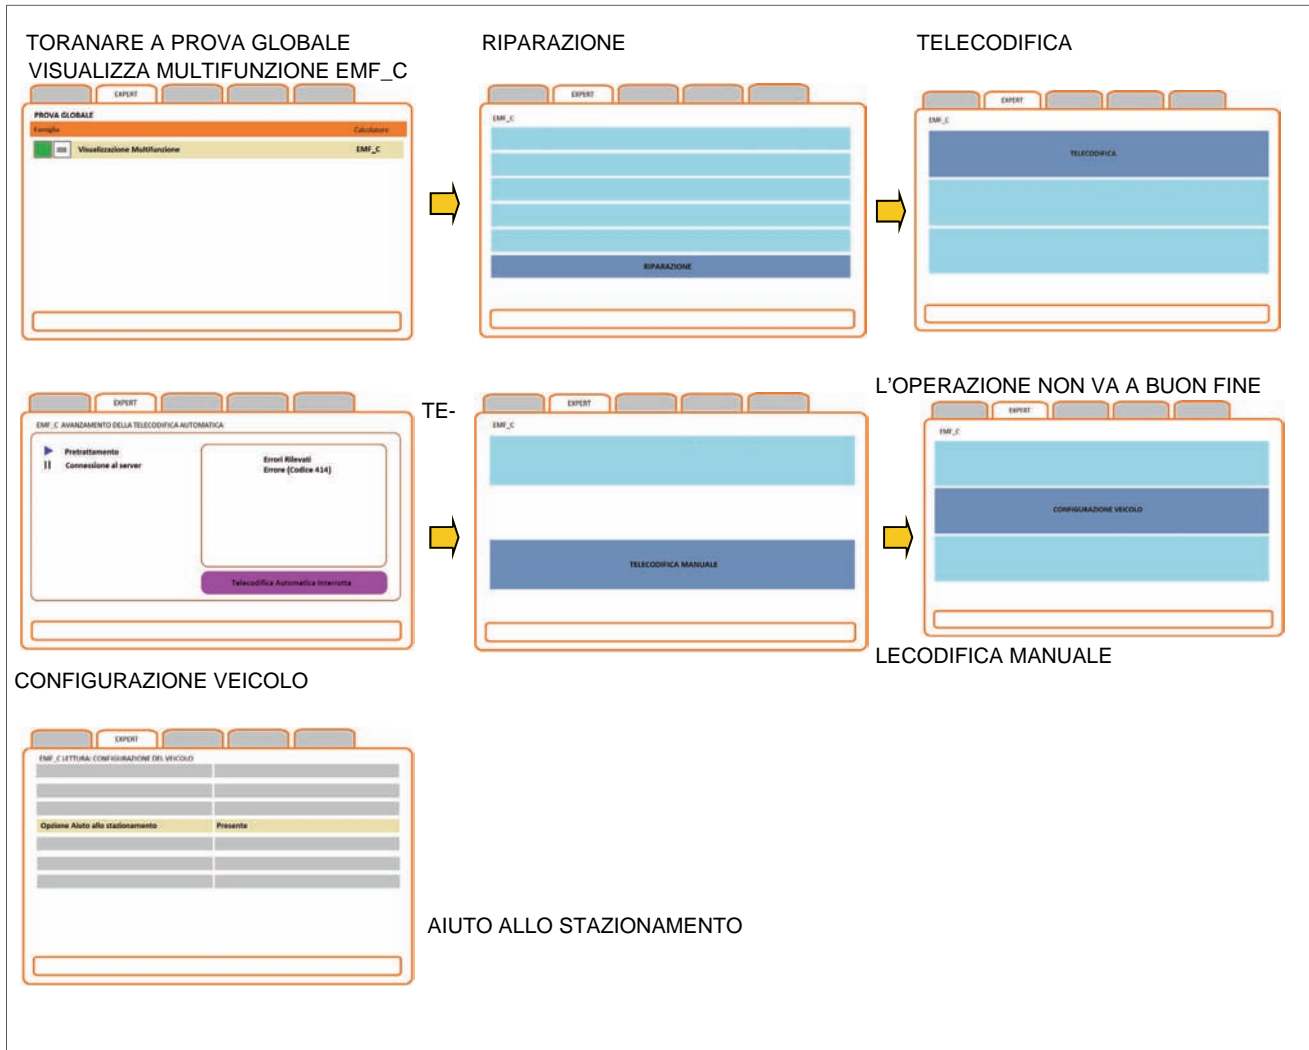 TORANARE A PROVA GLOBALE
VISUALIZZA MULTIFUNZIONE EMF_C
EXPERT
PROVA GLOBALE
Famiglia Calcolatore
Visualizzazione Multifunzione EMF_C
RIPARAZIONE
EXPERT
EMF_C
RIPARAZIONE
TELECODIFICA
EXPERT
EMF_C
TELECODIFICA
EXPERT
EMF_C AVANZAMENTO DELLA TELECODIFICA AUTOMATICA
Pretrattamento
Connessione al server
Errori Rilevati
Errore (Codice 414)
Telecodifica Automatica Interrotta
TE-
EXPERT
EMF_C
TELECODIFICA MANUALE
L'OPERAZIONE NON VA A BUON FINE
EXPERT
EMF_C
CONFIGURAZIONE VEICOLO
LECODIFICA MANUALE
CONFIGURAZIONE VEICOLO
EXPERT
EMF_C LETTURA: CONFIGURAZIONE DEL VEICOLO
Opzione Aiuto allo stazionamento Presente
AIUTO ALLO STAZIONAMENTO